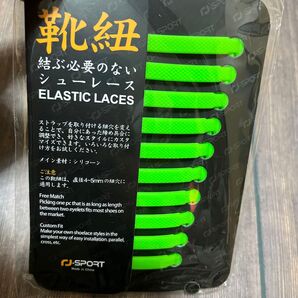 靴紐
結ぶ必要のない
シューレース
ELASTIC LACES
ストラップを取り付ける紐穴を変え
ることで、自分にあった締め具合に
調整でき、好きなスタイルにカスタ
マイズできます。いろいろな取り付
け方をお試しください。
メイン素材：シリコーン
ご注意
この靴紐は、直径4~6mmの紐穴に
適用します。
Free Match
Picking one pc that is as long as length
between two eyelets fits most shoes on
the market.
Custom Fit
Make your own shoelace styles in the
simplest way of easy installation. parallel,
cross, etc.
SPORT
Made in China